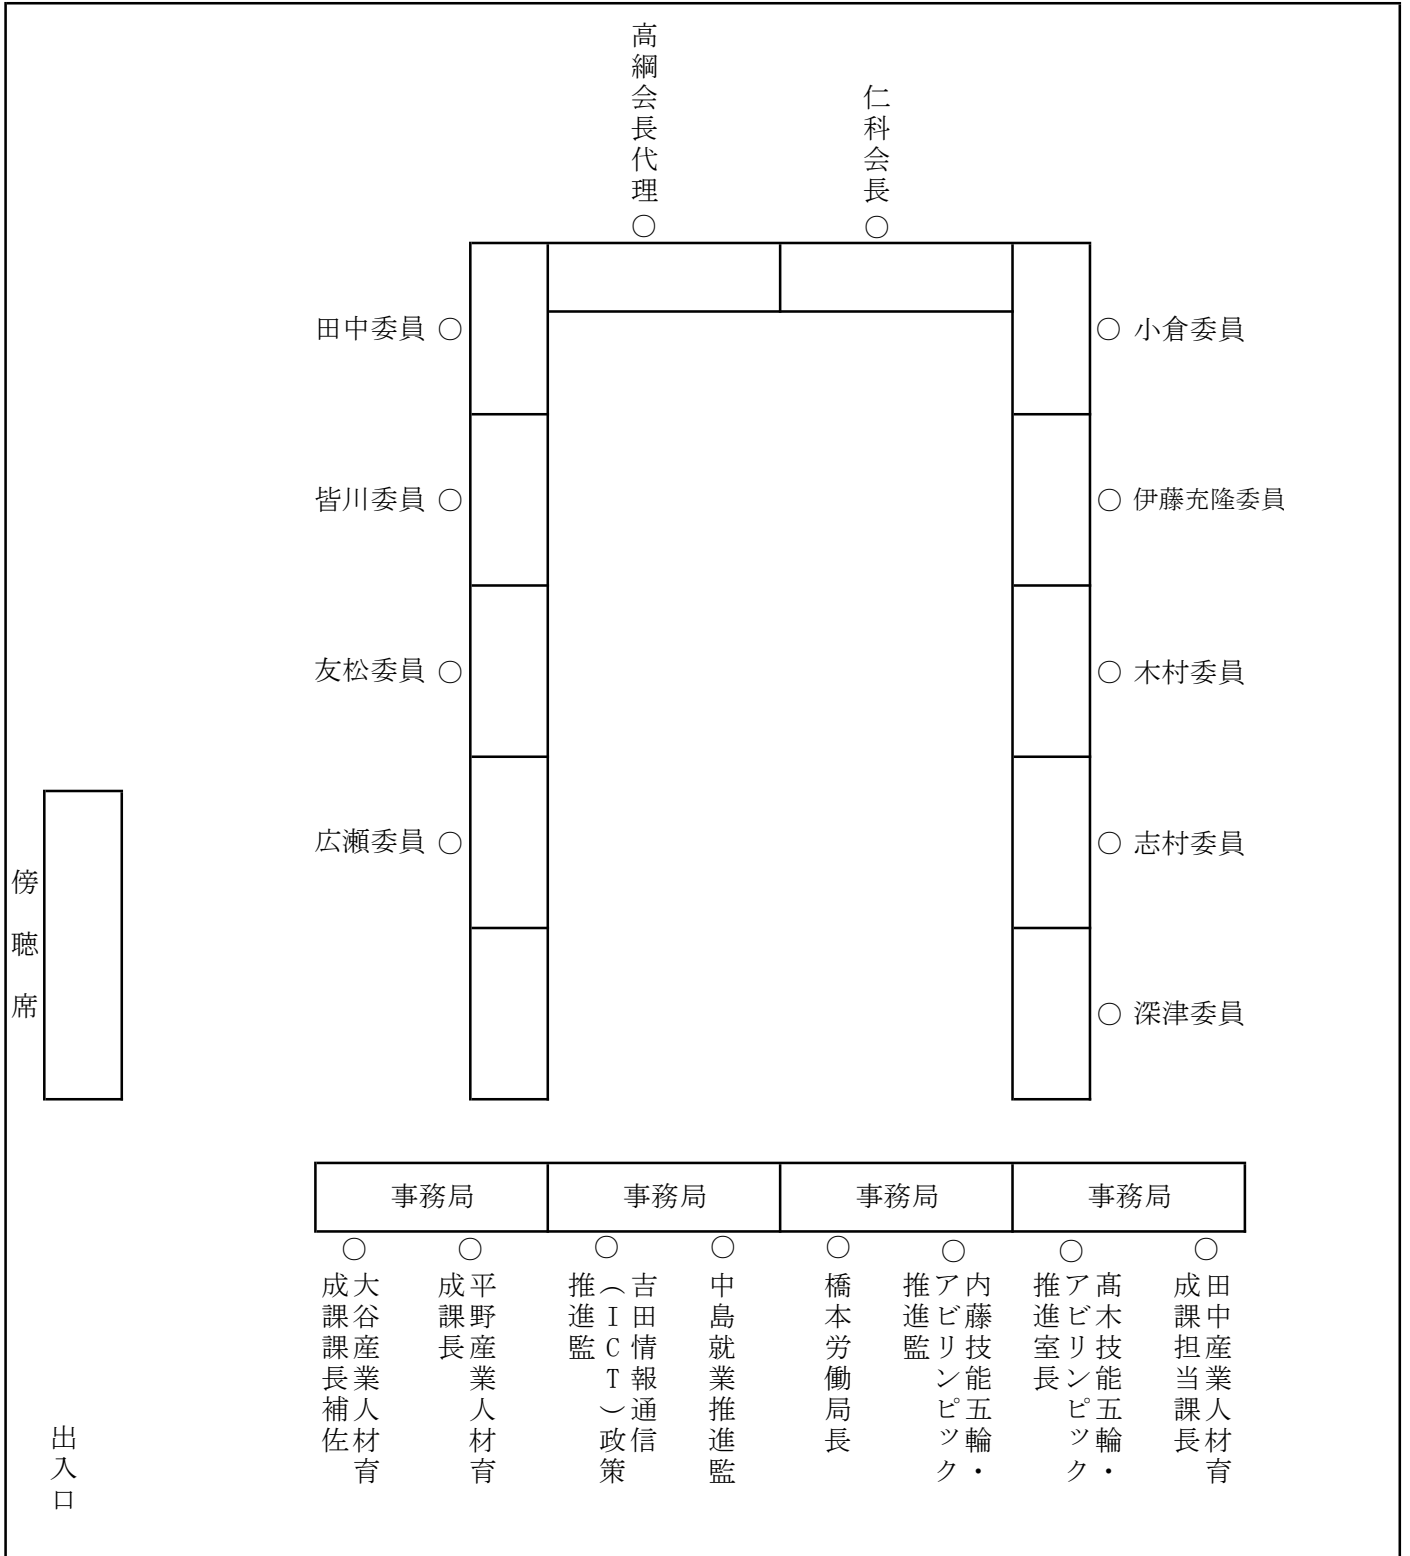 高綱会長代理○
仁科会長○
田中委員 ○
○ 小倉委員
皆川委員 ○
○ 伊藤充隆委員
友松委員 ○
○ 木村委員
広瀬委員 ○
○ 志村委員
○ 深津委員
傍聴席
事務局
事務局
事務局
事務局
○
大谷産業人材育
成課課長補佐
○
平野産業人材育
成課長
○
吉田情報通信
（ICT）政策
推進監
○
中島就業推進監
○
橋本労働局長
○
内藤技能五輪・
アビリンピック
推進監
○
髙木技能五輪・
アビリンピック
推進室長
○
田中産業人材育
成課担当課長
出入口